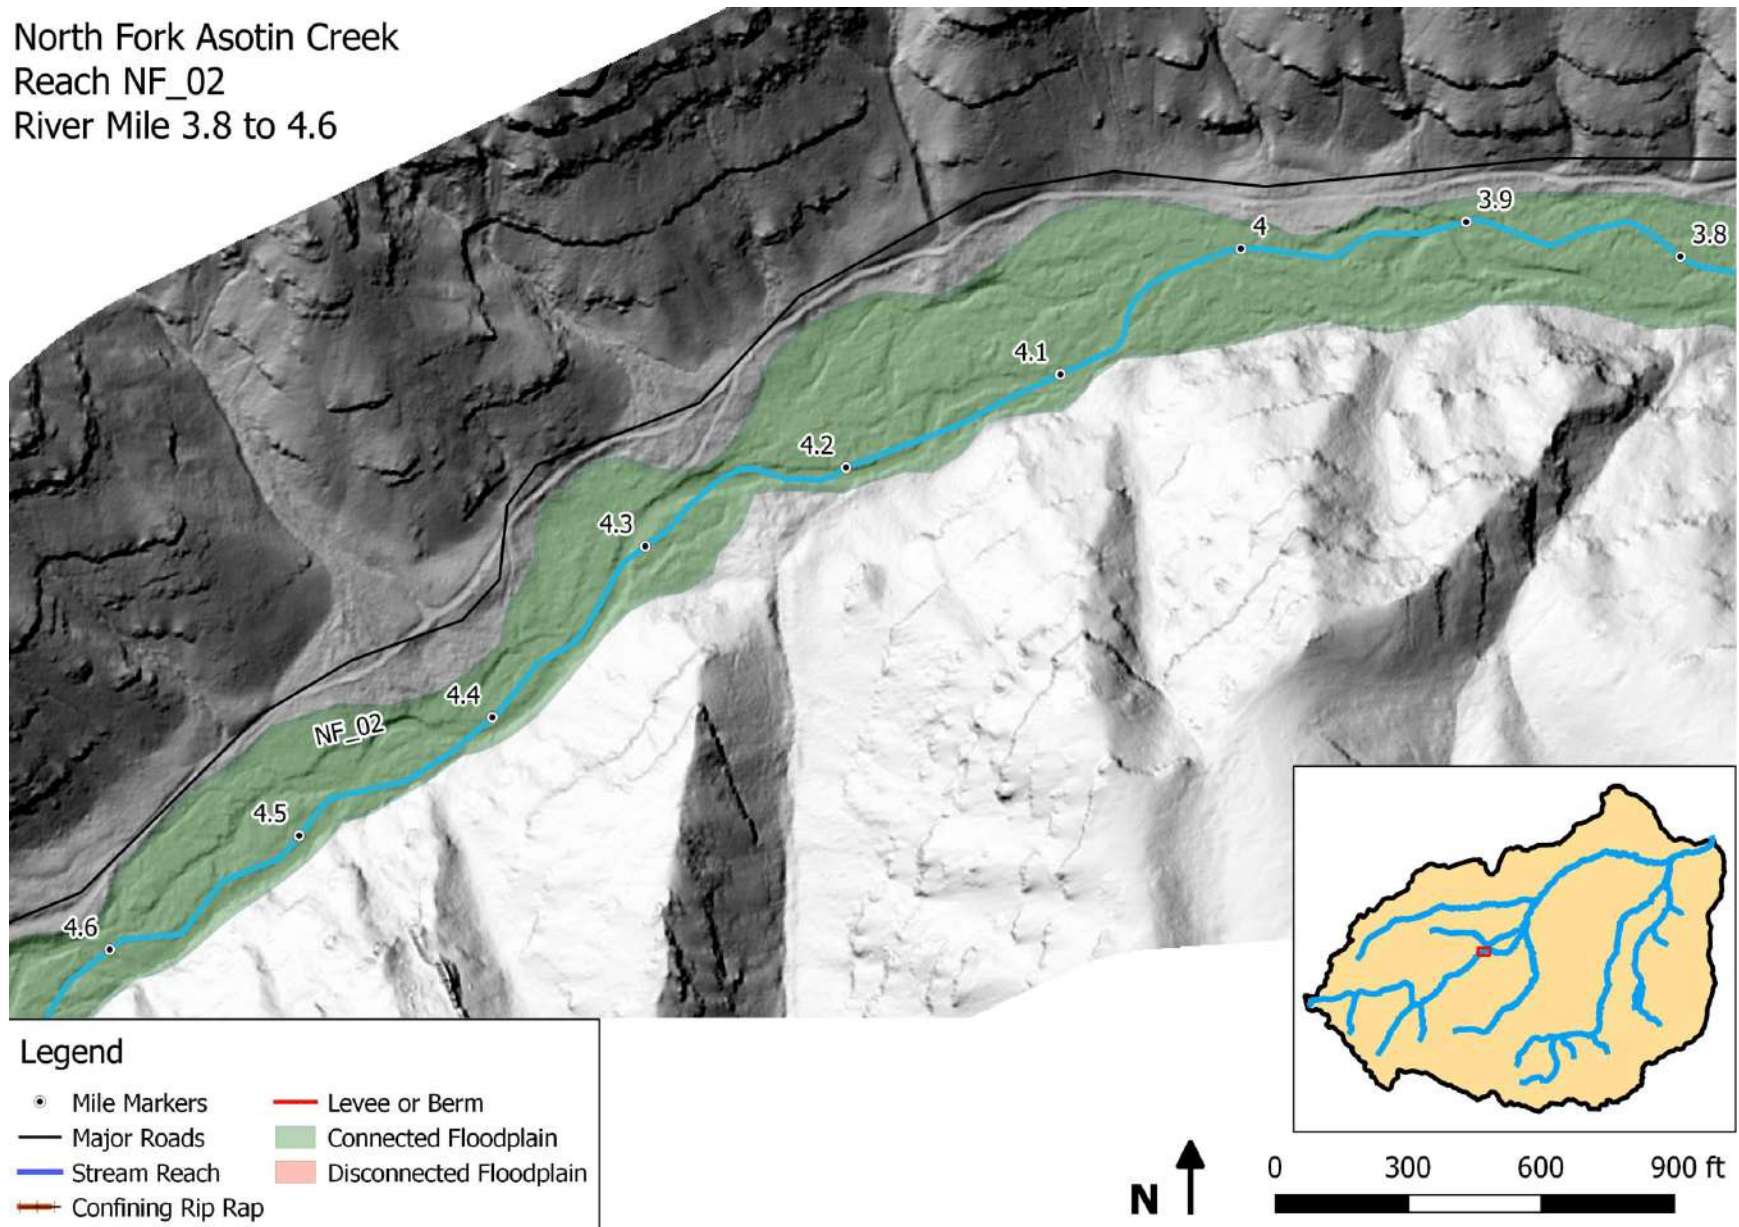 North Fork Asotin Creek
Reach NF_02
River Mile 3.8 to 4.6
3.9
4
3.8
4.1
4.2
4.3
4.4
NF_02
4.5
4.6
Legend
Mile Markers
Levee or Berm
Major Roads
Connected Floodplain
Stream Reach
Disconnected Floodplain
Confining Rip Rap
N
0 300 600 900 ft